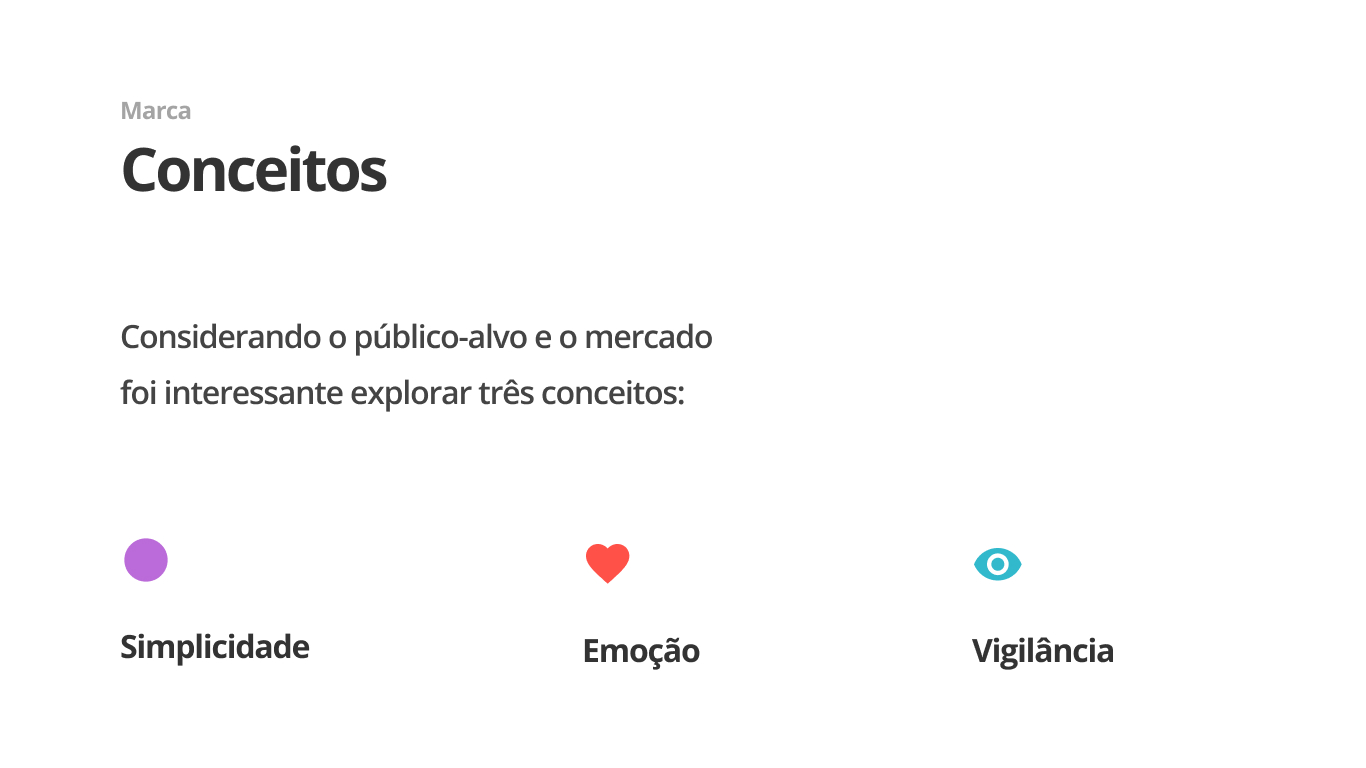 Marca
Conceitos
Considerando o público-alvo e o mercado
foi interessante explorar três conceitos:
Simplicidade
Emoção
Vigilância